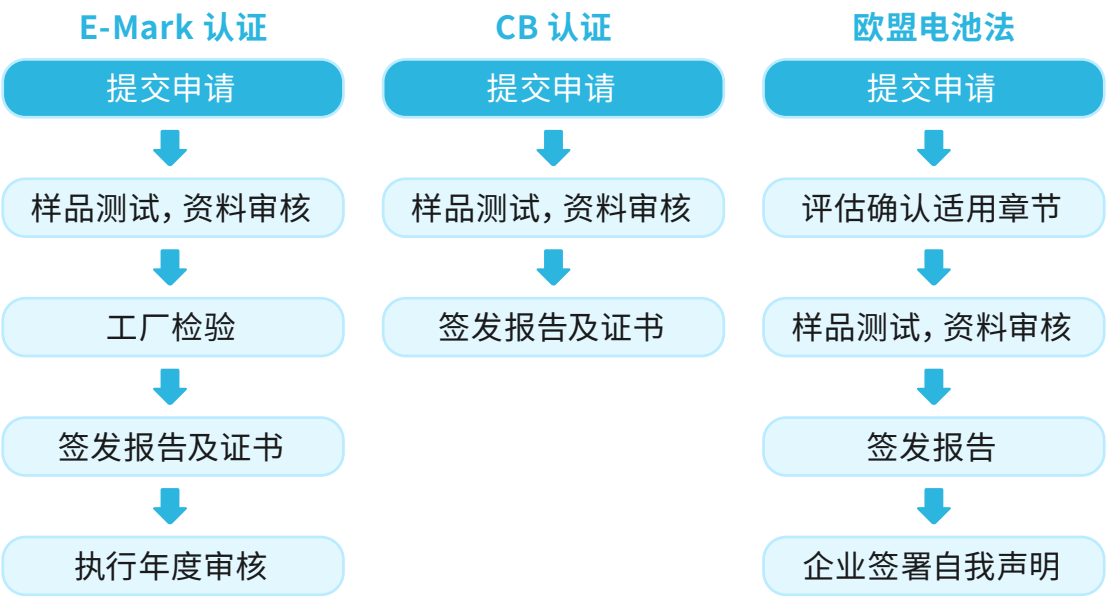 E-Mark 认证
提交申请
样品测试，资料审核
工厂检验
签发报告及证书
执行年度审核
CB 认证
提交申请
样品测试，资料审核
签发报告及证书
欧盟电池法
提交申请
评估确认适用章节
样品测试，资料审核
签发报告
企业签署自我声明